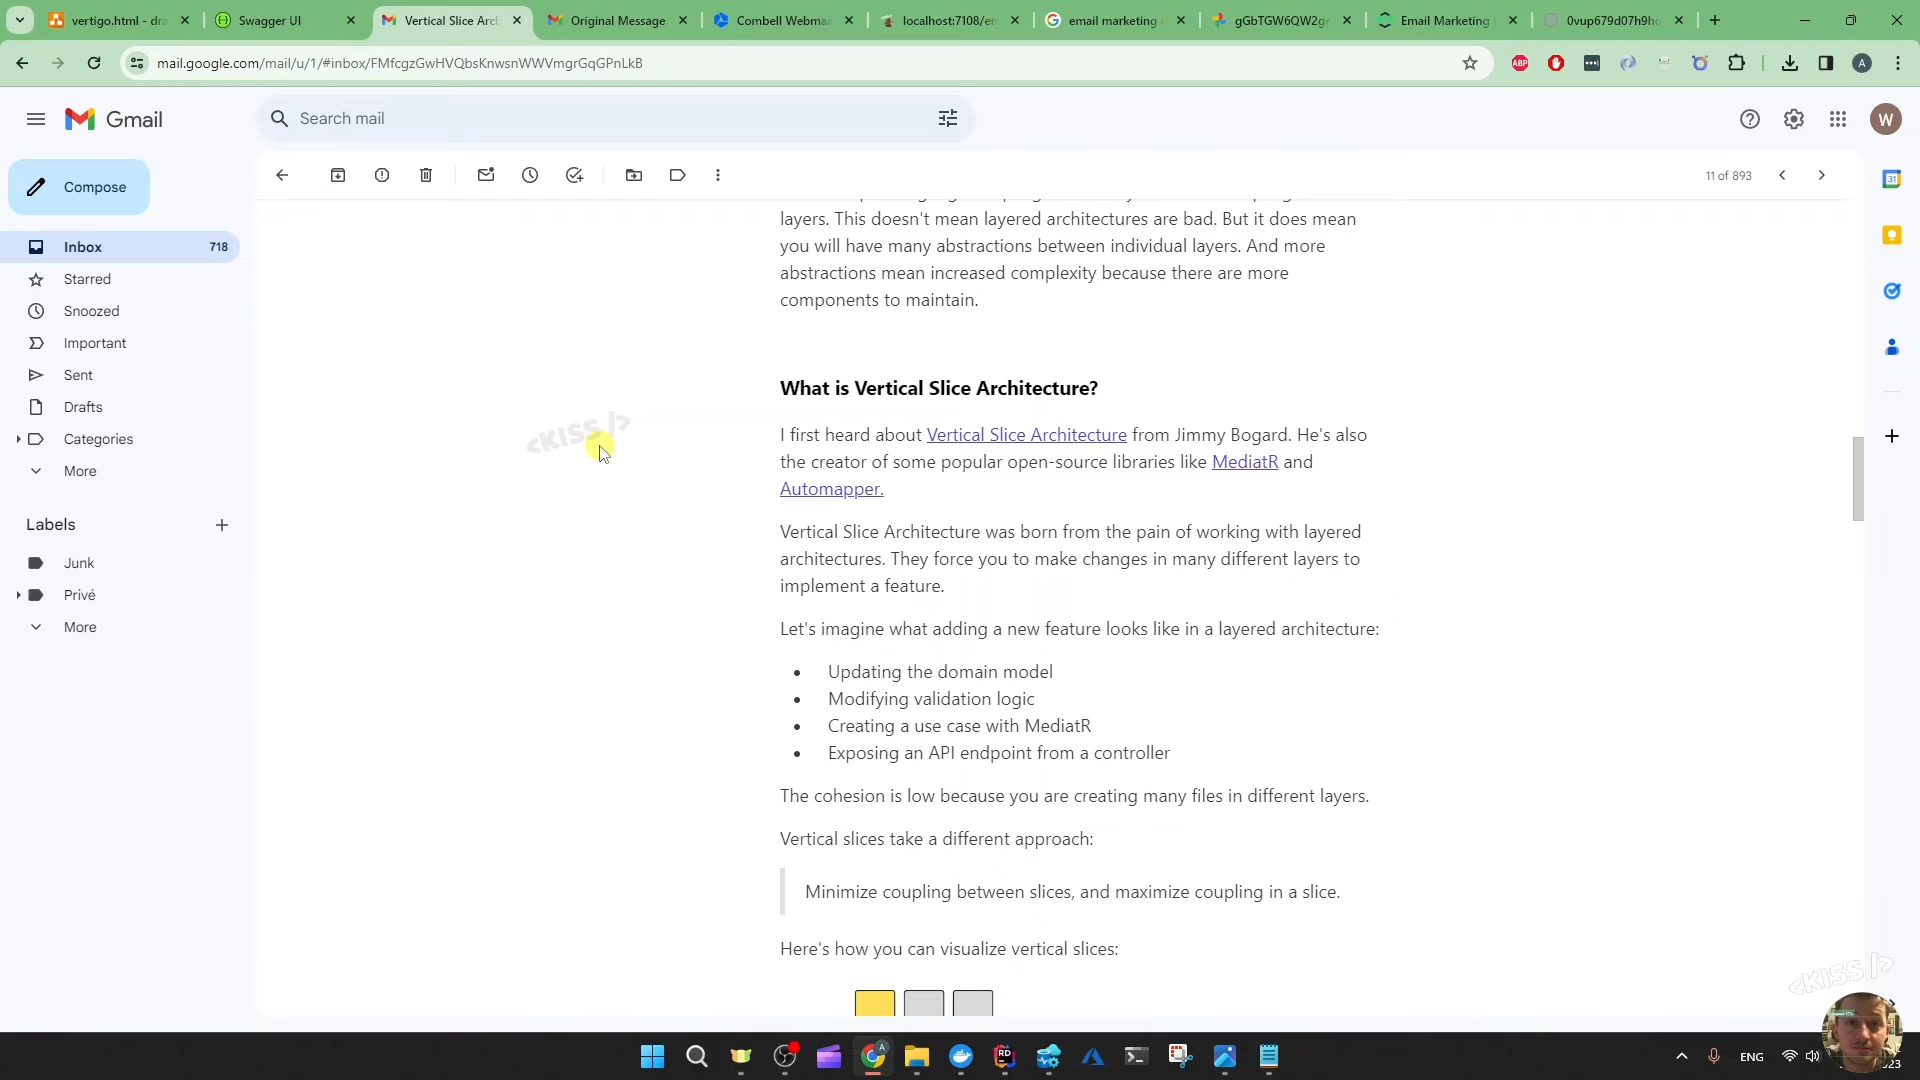 vertigo.html - dra
Swagger UI
Vertical Slice Arc
Original Message
Combell Webmai
localhost:7108/en
email marketing
gGbTGW6QW2g
Email Marketing
0vup679d07h9ho
mail.google.com/mail/u/1/#inbox/FMfcgzGwHVQbsKnwsnWWVmgrGqGPnLkB
ABP
A
Gmail
Search mail
W
Compose
11 of 893
31
Inbox
718
Starred
Snoozed
Important
Sent
Drafts
Categories
More
Labels
Junk
Privé
More
layers. This doesn't mean layered architectures are bad. But it does mean
you will have many abstractions between individual layers. And more
abstractions mean increased complexity because there are more
components to maintain.
What is Vertical Slice Architecture?
<KISS />
I first heard about Vertical Slice Architecture from Jimmy Bogard. He's also
the creator of some popular open-source libraries like MediatR and
Automapper.
Vertical Slice Architecture was born from the pain of working with layered
architectures. They force you to make changes in many different layers to
implement a feature.
Let's imagine what adding a new feature looks like in a layered architecture:
• Updating the domain model
• Modifying validation logic
• Creating a use case with MediatR
• Exposing an API endpoint from a controller
The cohesion is low because you are creating many files in different layers.
Vertical slices take a different approach:
Minimize coupling between slices, and maximize coupling in a slice.
Here's how you can visualize vertical slices:
<KISS />
A
RD
ENG